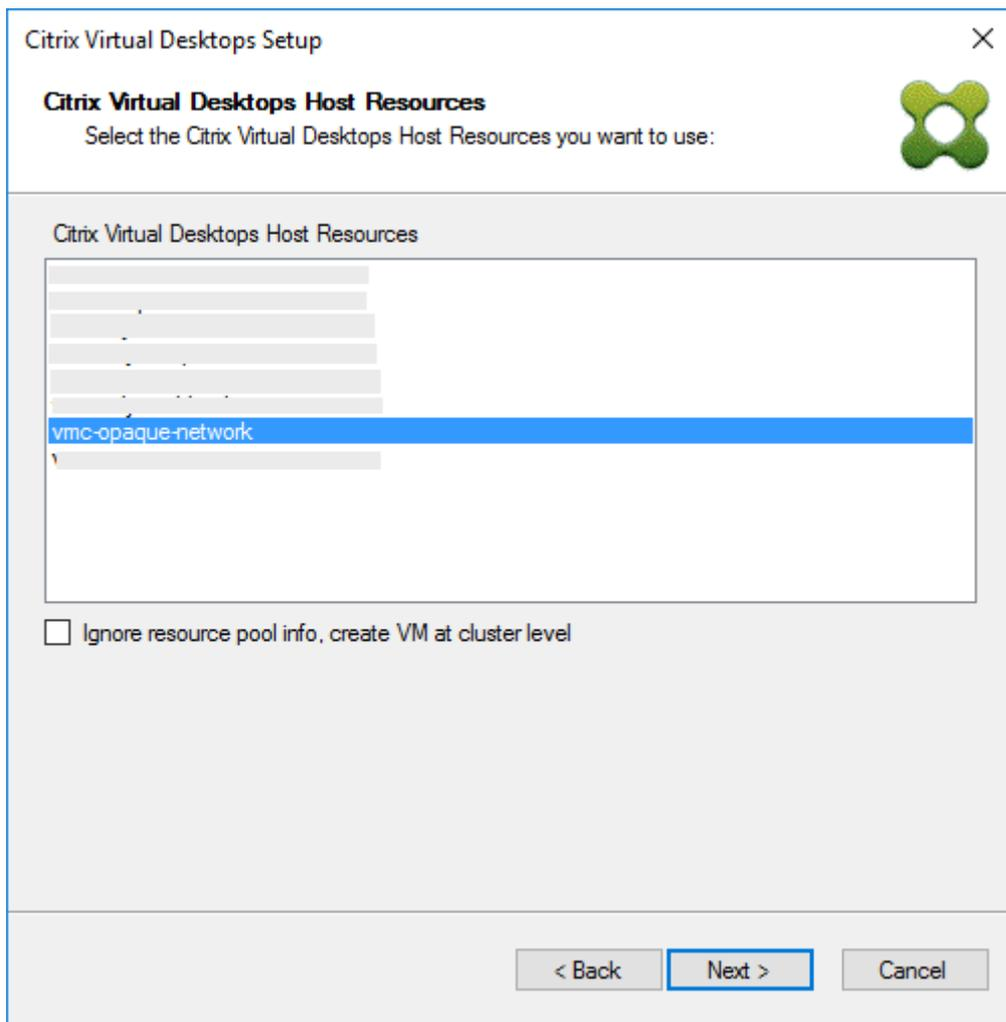 Citrix Virtual Desktops Setup
Citrix Virtual Desktops Host Resources
Select the Citrix Virtual Desktops Host Resources you want to use:
Citrix Virtual Desktops Host Resources
vmc-opaque-network
Ignore resource pool info, create VM at cluster level
< Back
Next >
Cancel